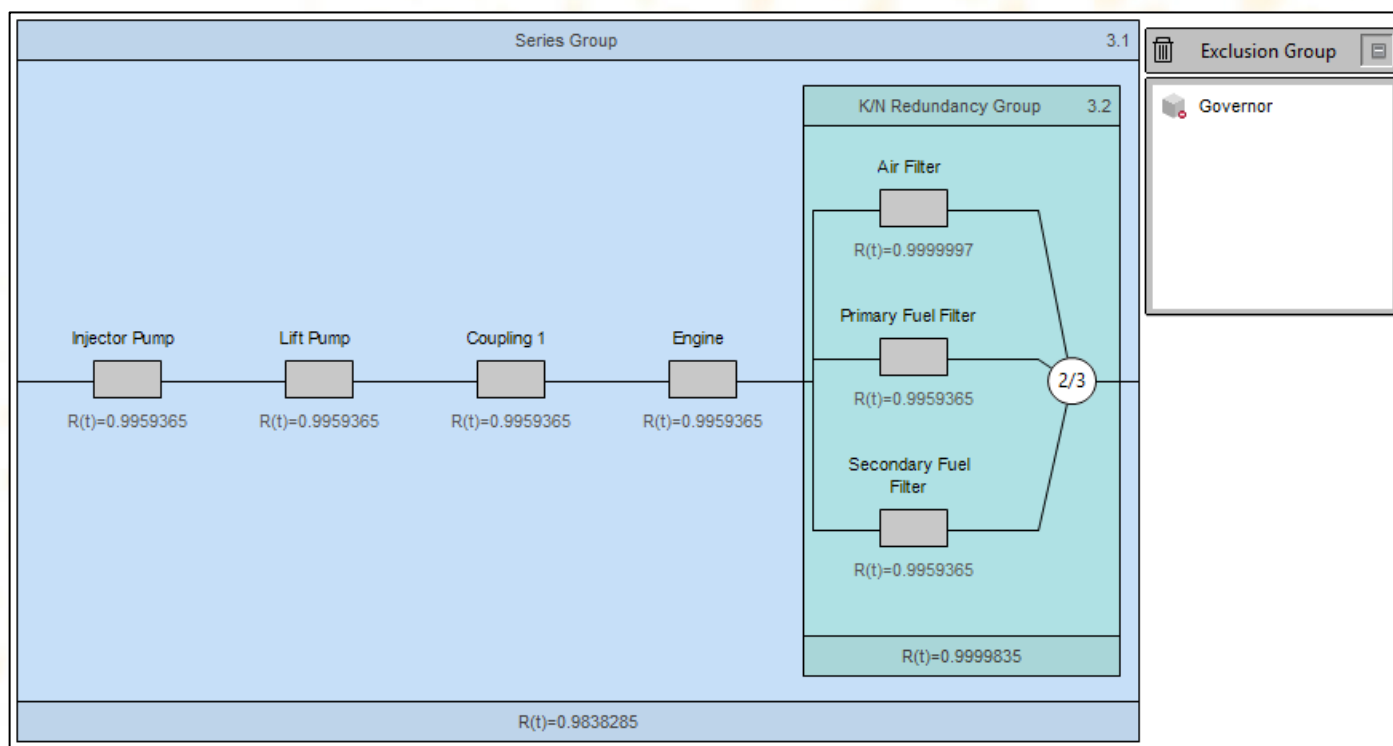 Series Group 3.1
Exclusion Group
Governor
K/N Redundancy Group 3.2
Air Filter
R(t)=0.9999997
Primary Fuel Filter
R(t)=0.9959365
Secondary Fuel
Filter
R(t)=0.9959365
2/3
Injector Pump
R(t)=0.9959365
Lift Pump
R(t)=0.9959365
Coupling 1
R(t)=0.9959365
Engine
R(t)=0.9959365
R(t)=0.9999835
R(t)=0.9838285